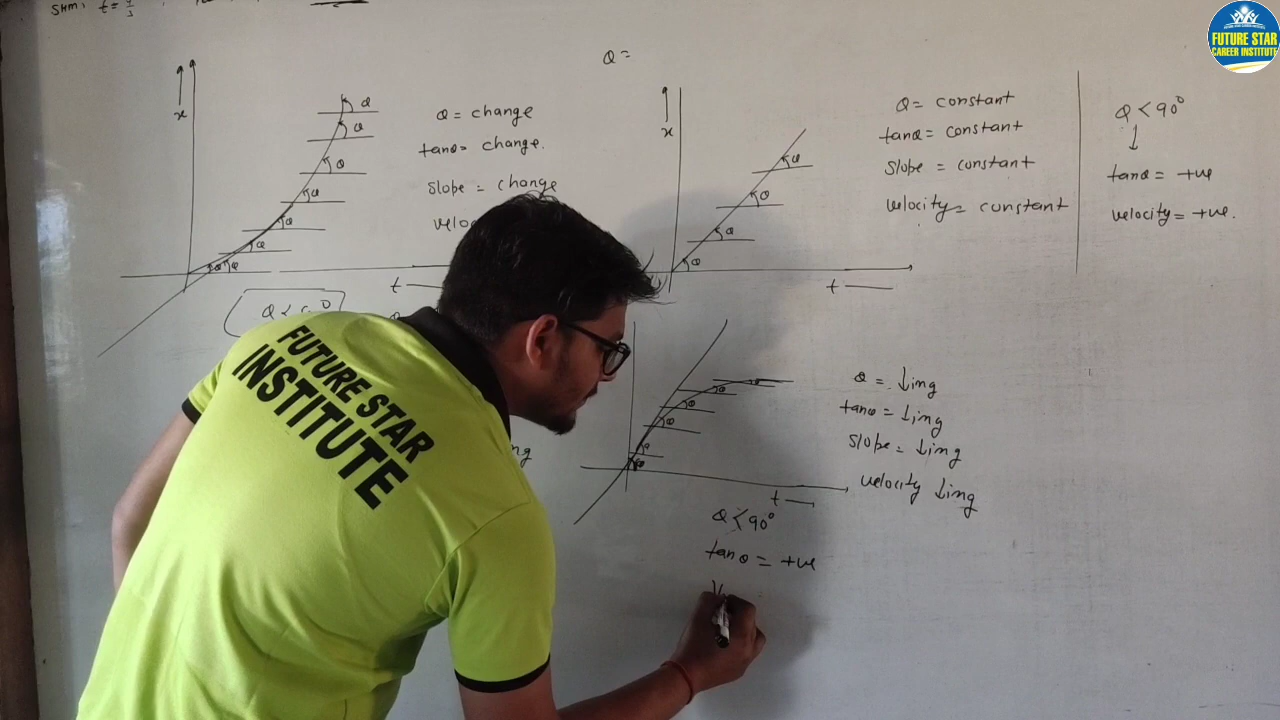 SHM, t =
FUTURE STAR
CAREER INSTITUTE
Q =
x
Q = change
tanQ = change.
slope = change
veloc
t
Q <
x
Q = constant
tanQ = constant
slope = constant
velocity = constant
t
Q < 90°
↓
tanQ = +ve
velocity = +ve.
Q = ↓ing
tanQ = ↓ing
slope = ↓ing
velocity ↓ing
t
Q < 90°
tanQ = +ve
ng
FUTURE STAR
INSTITUTE